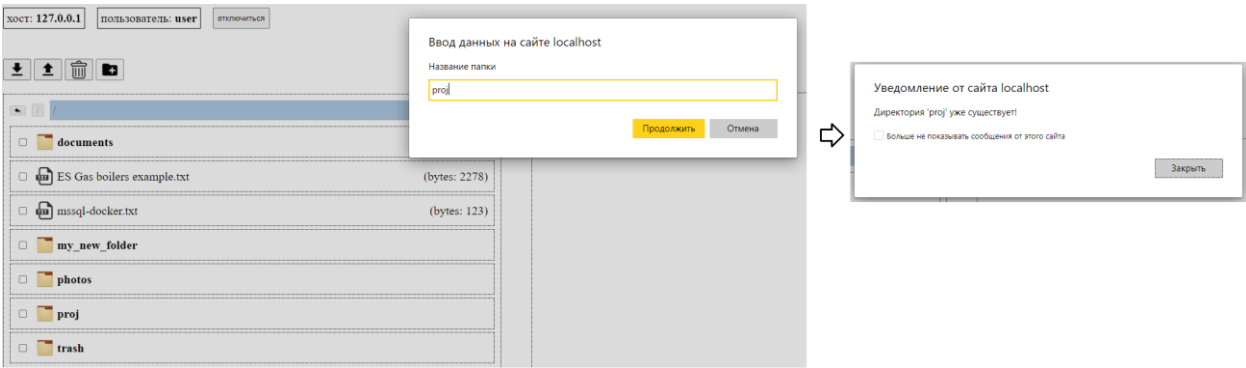 хост: 127.0.0.1 пользователь: user отключиться
/ /
documents
ES Gas boilers example.txt (bytes: 2278)
mssql-docker.txt (bytes: 123)
my_new_folder
photos
proj
trash
Ввод данных на сайте localhost
Название папки
proj
Продолжить Отмена
Уведомление от сайта localhost
Директория 'proj' уже существует!
Больше не показывать сообщения от этого сайта
Закрыть